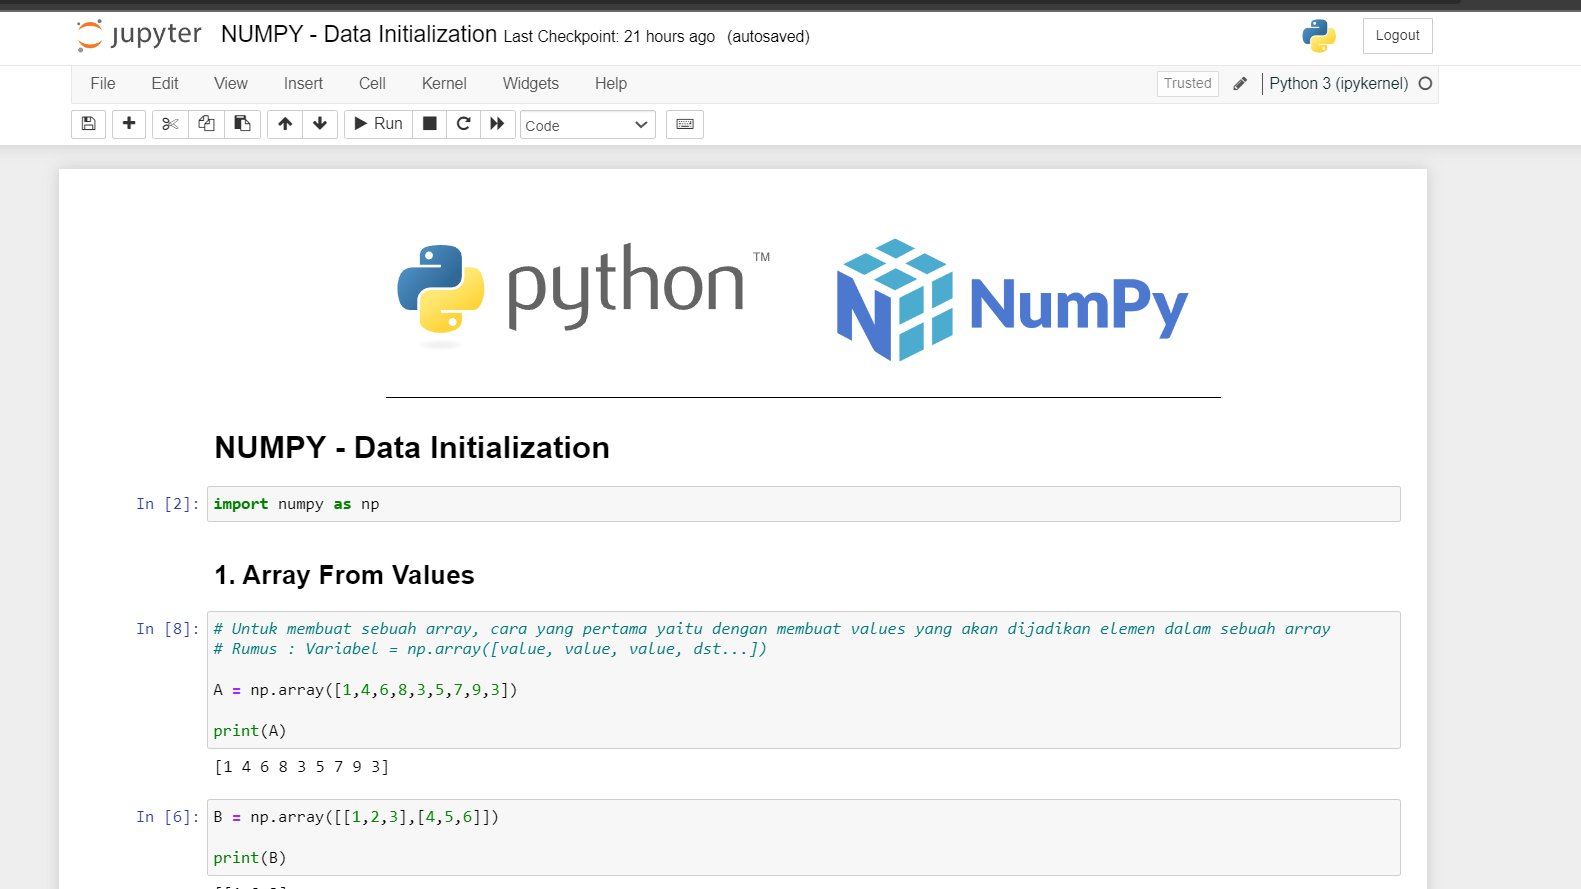 jupyter NUMPY - Data Initialization Last Checkpoint: 21 hours ago (autosaved) Logout
File Edit View Insert Cell Kernel Widgets Help Trusted Python 3 (ipykernel)
Run Code
python TM NumPy
NUMPY - Data Initialization
In [2]: import numpy as np
1. Array From Values
In [8]: # Untuk membuat sebuah array, cara yang pertama yaitu dengan membuat values yang akan dijadikan elemen dalam sebuah array
# Rumus : Variabel = np.array([value, value, value, dst...])
A = np.array([1,4,6,8,3,5,7,9,3])
print(A)
[1 4 6 8 3 5 7 9 3]
In [6]: B = np.array([[1,2,3],[4,5,6]])
print(B)